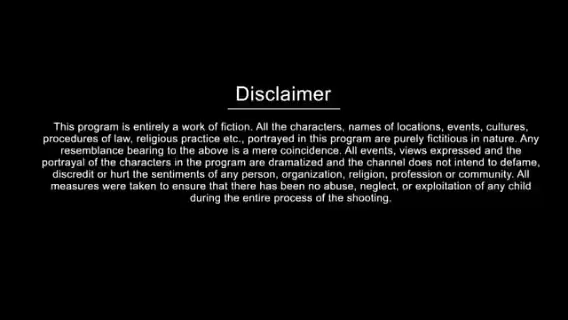 Disclaimer
This program is entirely a work of fiction. All the characters, names of locations, events, cultures,
procedures of law, religious practice etc., portrayed in this program are purely fictitious in nature. Any
resemblance bearing to the above is a mere coincidence. All events, views expressed and the
portrayal of the characters in the program are dramatized and the channel does not intend to defame,
discredit or hurt the sentiments of any person, organization, religion, profession or community. All
measures were taken to ensure that there has been no abuse, neglect, or exploitation of any child
during the entire process of the shooting.